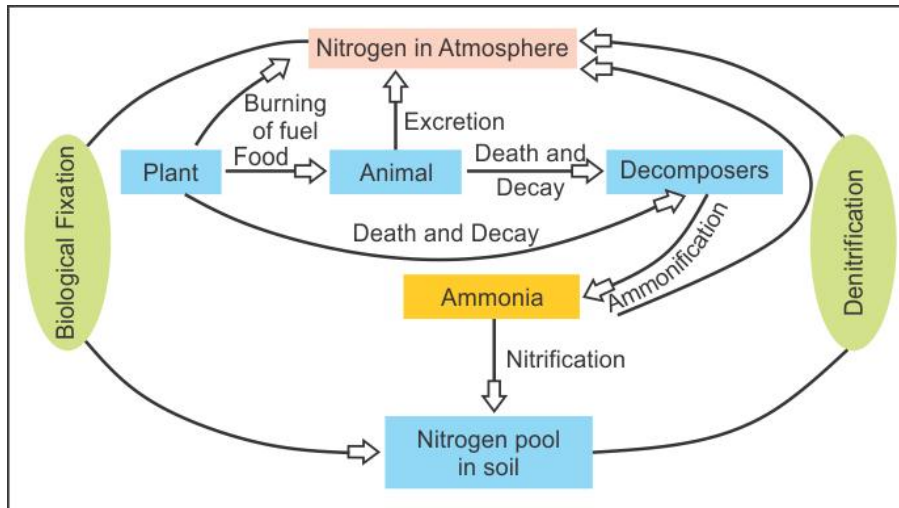 Nitrogen in Atmosphere
Burning
of fuel
Excretion
Food
Plant
Animal
Death and
Decay
Decomposers
Death and Decay
Ammonification
Ammonia
Nitrification
Nitrogen pool
in soil
Biological Fixation
Denitrification